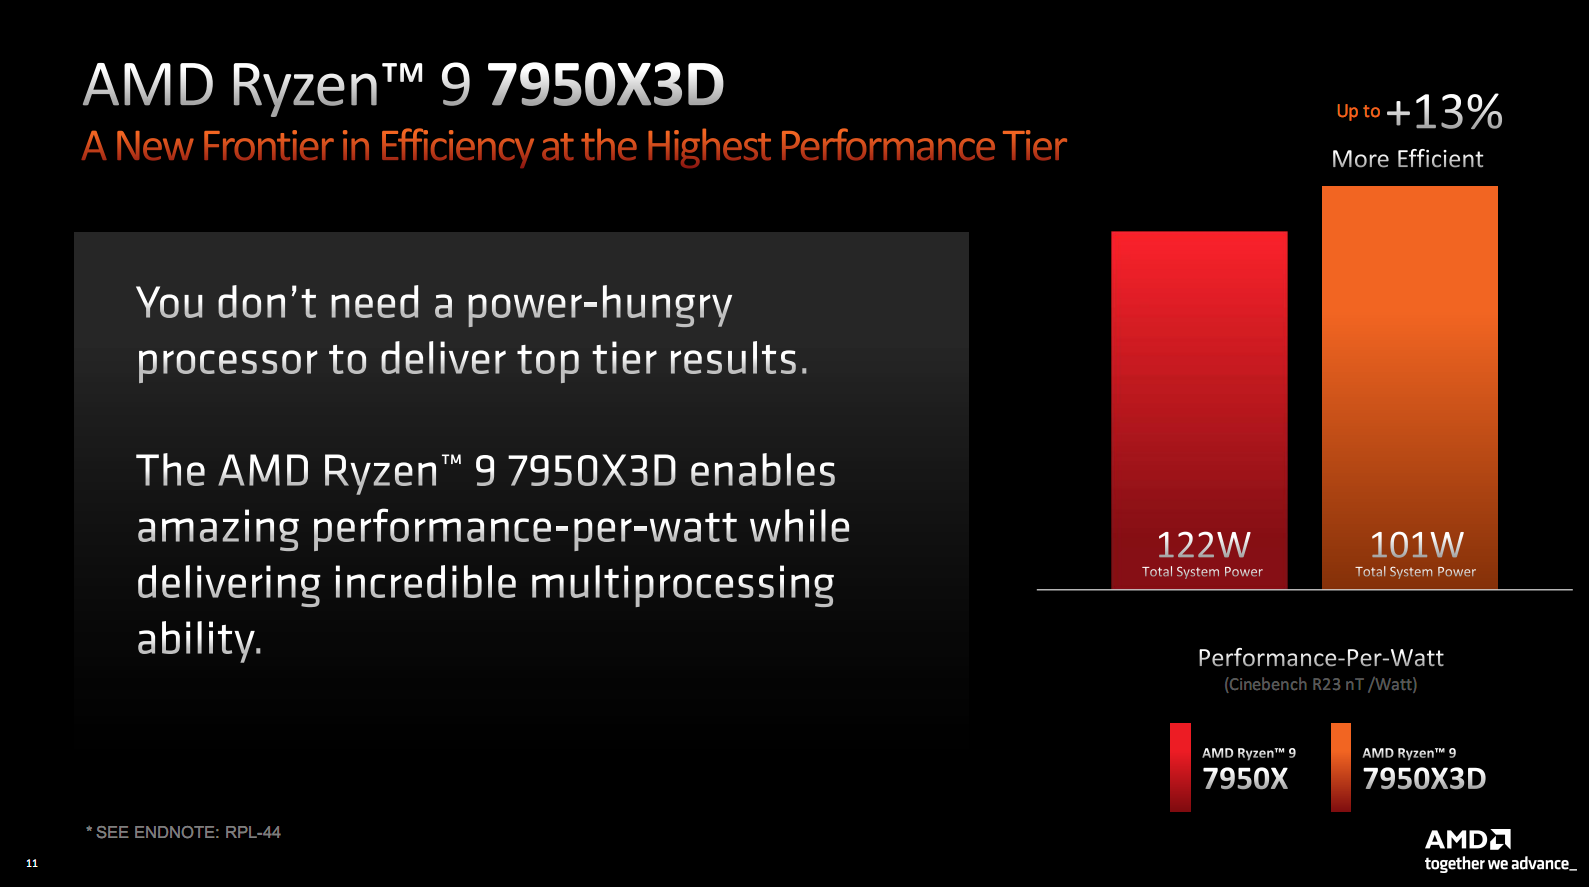 AMD Ryzen™ 9 7950X3D
A New Frontier in Efficiency at the Highest Performance Tier
You don’t need a power-hungry
processor to deliver top tier results.
The AMD Ryzen™ 9 7950X3D enables
amazing performance-per-watt while
delivering incredible multiprocessing
ability.
Up to +13%
More Efficient
122W
Total System Power
101W
Total System Power
Performance-Per-Watt
(Cinebench R23 nT /Watt)
AMD Ryzen™ 9
7950X
AMD Ryzen™ 9
7950X3D
* SEE ENDNOTE: RPL-44
11
AMD
together we advance_